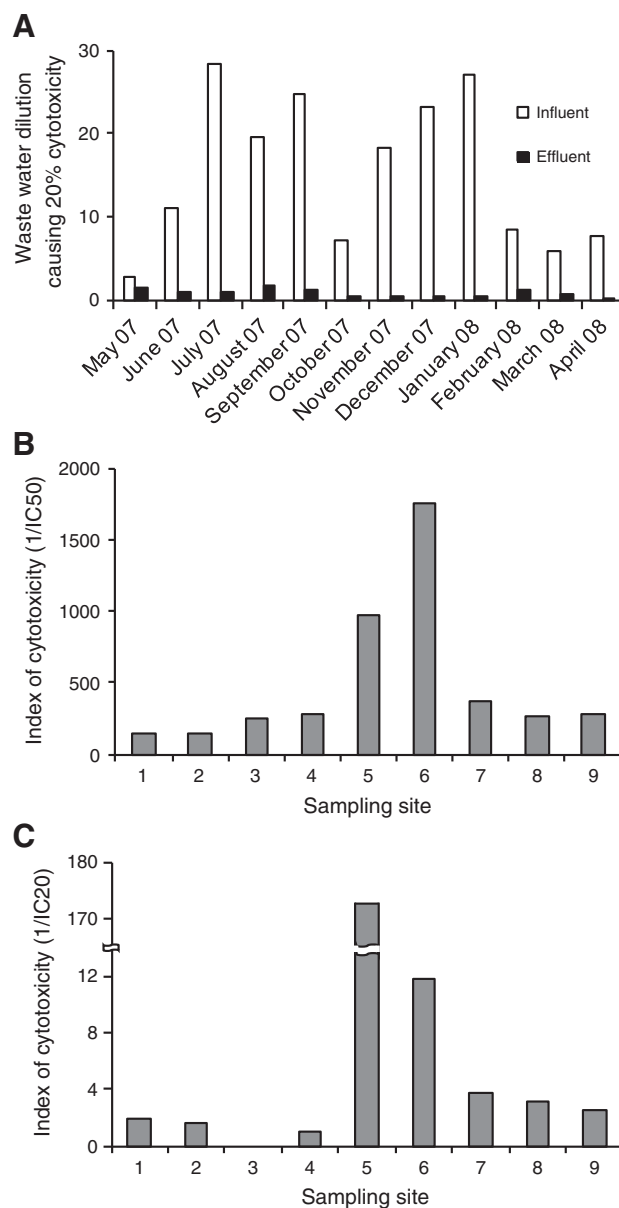 A
Waste water dilution
causing 20% cytotoxicity
30
20
10
0
Influent
Effluent
May 07
June 07
July 07
August 07
September 07
October 07
November 07
December 07
January 08
February 08
March 08
April 08
B
Index of cytotoxicity (1/IC50)
2000
1500
1000
500
0
1 2 3 4 5 6 7 8 9
Sampling site
C
Index of cytotoxicity (1/IC20)
180
170
12
8
4
0
1 2 3 4 5 6 7 8 9
Sampling site